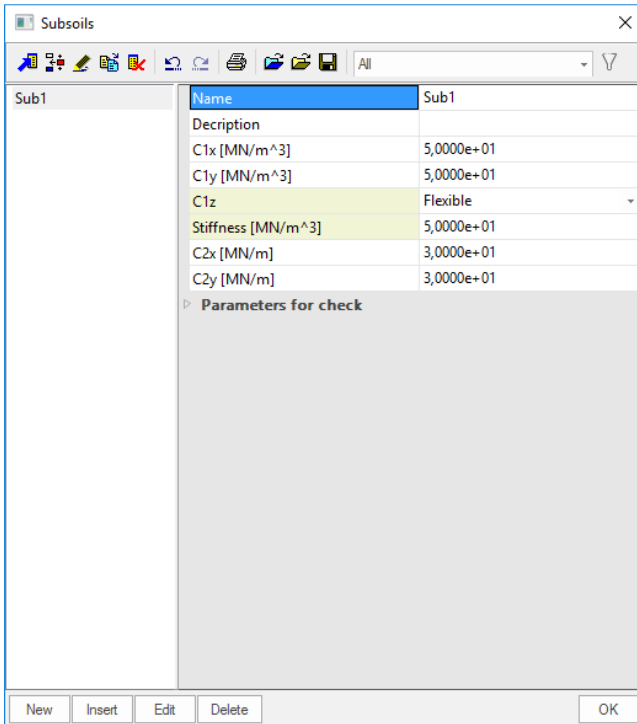 Subsoils
All
Sub1
Name Sub1
Decription
C1x [MN/m^3] 5,0000e+01
C1y [MN/m^3] 5,0000e+01
C1z Flexible
Stiffness [MN/m^3] 5,0000e+01
C2x [MN/m] 3,0000e+01
C2y [MN/m] 3,0000e+01
Parameters for check
New Insert Edit Delete OK